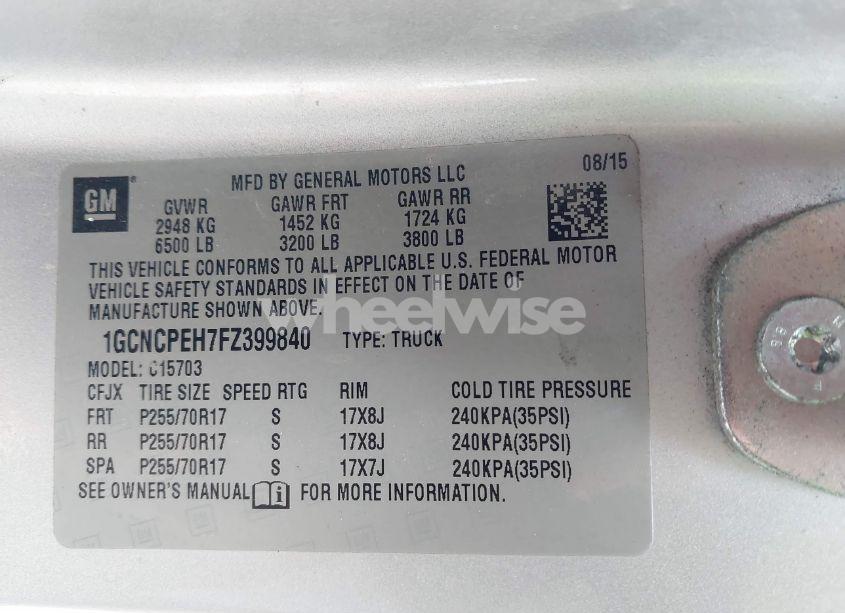 GM
MFD BY GENERAL MOTORS LLC
08/15
GVWR GAWR FRT GAWR RR
2948 KG 1452 KG 1724 KG
6500 LB 3200 LB 3800 LB
THIS VEHICLE CONFORMS TO ALL APPLICABLE U.S. FEDERAL MOTOR
VEHICLE SAFETY STANDARDS IN EFFECT ON THE DATE OF
MANUFACTURE SHOWN ABOVE.
wheelwise
1GCNCPEH7FZ399840 TYPE: TRUCK
MODEL: C15703
CFJX TIRE SIZE SPEED RTG RIM COLD TIRE PRESSURE
FRT P255/70R17 S 17X8J 240KPA(35PSI)
RR P255/70R17 S 17X8J 240KPA(35PSI)
SPA P255/70R17 S 17X7J 240KPA(35PSI)
SEE OWNER'S MANUAL FOR MORE INFORMATION.